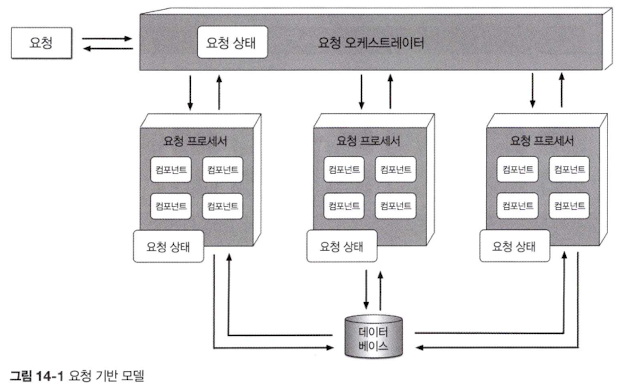 요청
요청 상태
요청 오케스트레이터
요청 프로세서
컴포넌트 컴포넌트
컴포넌트 컴포넌트
요청 상태
요청 프로세서
컴포넌트 컴포넌트
컴포넌트 컴포넌트
요청 상태
요청 프로세서
컴포넌트 컴포넌트
컴포넌트 컴포넌트
요청 상태
데이터
베이스
그림 14-1 요청 기반 모델